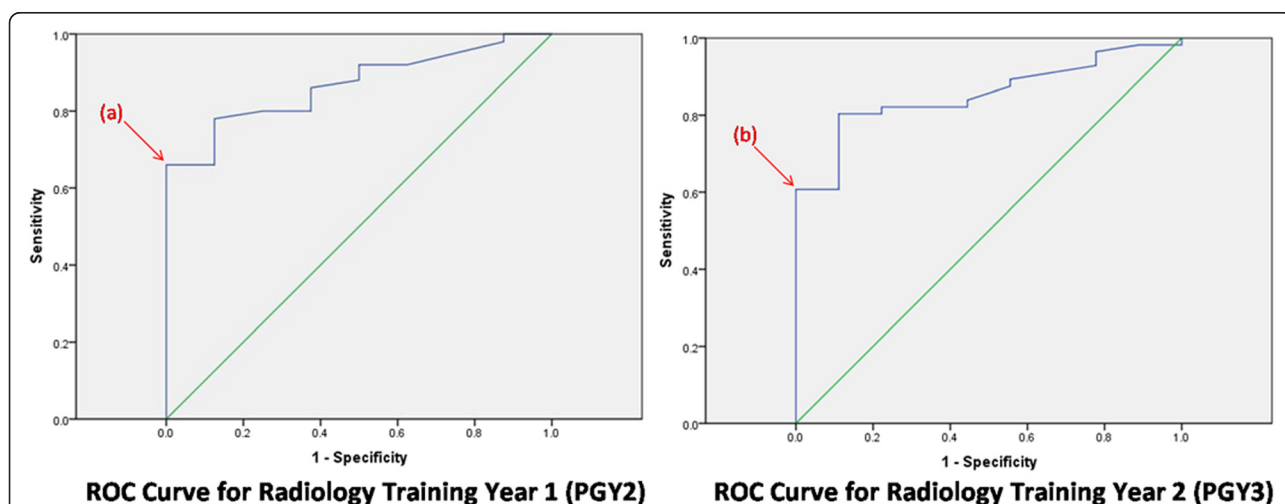 1.0
0.8
0.6
0.4
0.2
0.0
Sensitivity
(a)
0.0 0.2 0.4 0.6 0.8 1.0
1 - Specificity
ROC Curve for Radiology Training Year 1 (PGY2)
1.0
0.8
0.6
0.4
0.2
0.0
Sensitivity
(b)
0.0 0.2 0.4 0.6 0.8 1.0
1 - Specificity
ROC Curve for Radiology Training Year 2 (PGY3)